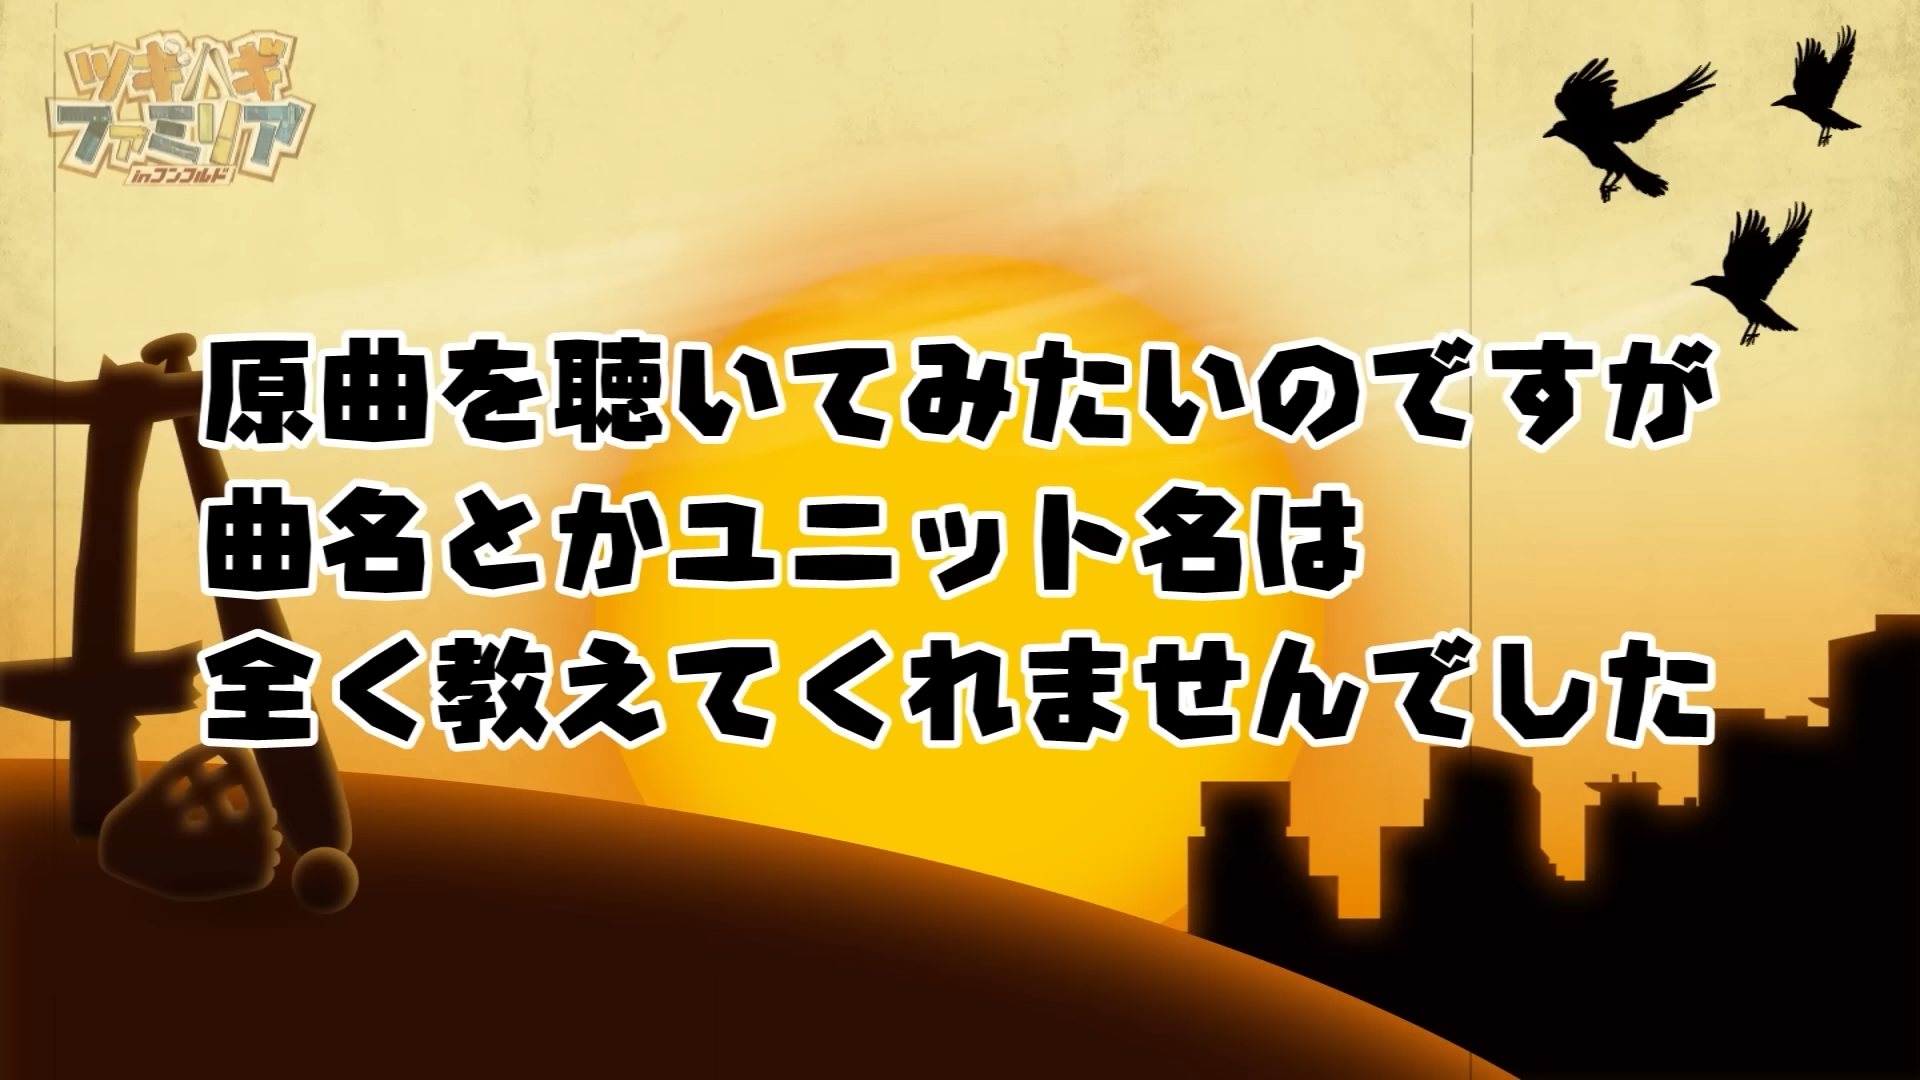 ツギハギ
ファミリア
inコンコルド
原曲を聴いてみたいのですが
曲名とかユニット名は
全く教えてくれませんでした